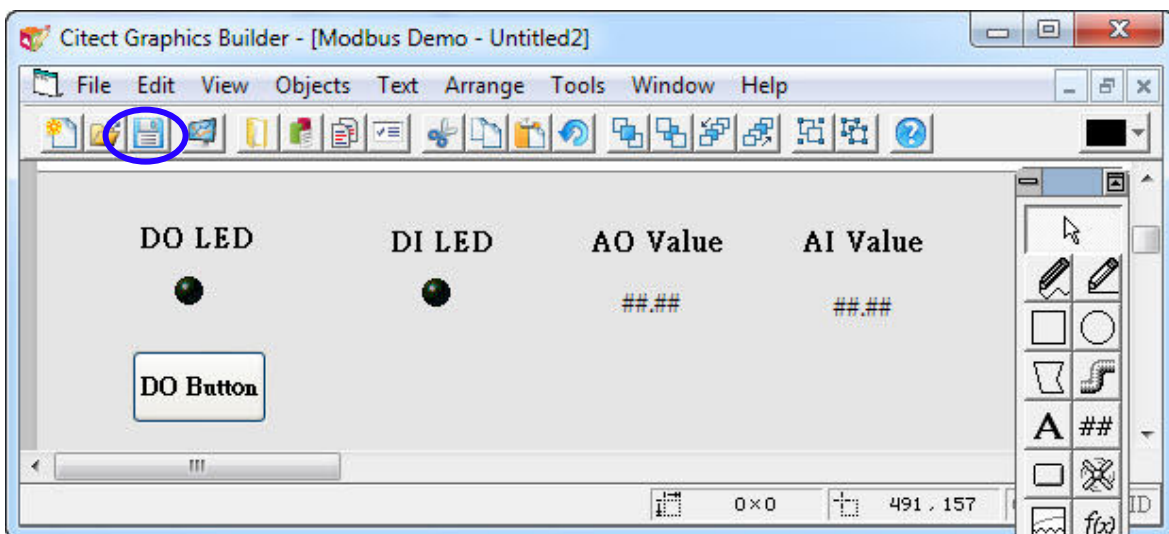 Citect Graphics Builder - [Modbus Demo - Untitled2]
File Edit View Objects Text Arrange Tools Window Help
DO LED DI LED AO Value AI Value
##.## ##.##
DO Button
A ##
f(x)
0×0 491 , 157 ID